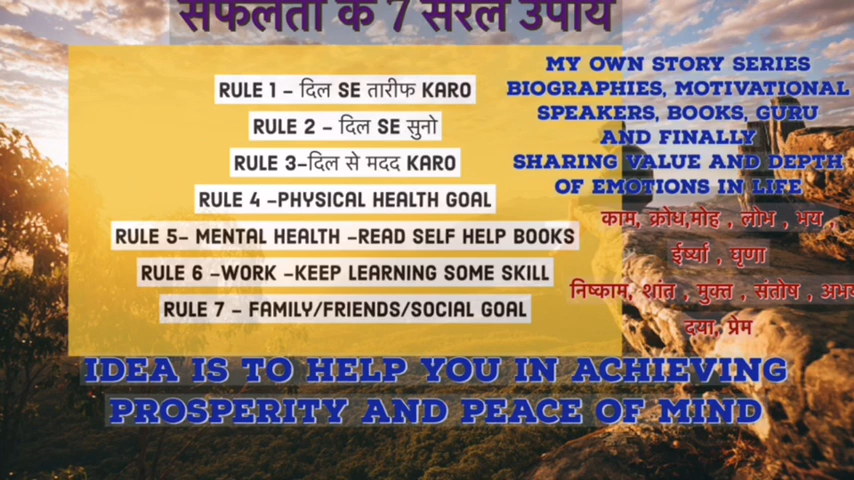 सफलता के 7 सरल उपाय
RULE 1 - दिल SE तारीफ KARO
RULE 2 - दिल SE सुनो
RULE 3-दिल से मदद KARO
RULE 4 -PHYSICAL HEALTH GOAL
RULE 5- MENTAL HEALTH -READ SELF HELP BOOKS
RULE 6 -WORK -KEEP LEARNING SOME SKILL
RULE 7 - FAMILY/FRIENDS/SOCIAL GOAL
MY OWN STORY SERIES
BIOGRAPHIES, MOTIVATIONAL
SPEAKERS, BOOKS, GURU
AND FINALLY
SHARING VALUE AND DEPTH
OF EMOTIONS IN LIFE
काम, क्रोध,मोह , लोभ , भय ,
ईर्ष्या , घृणा
निष्काम, शांत , मुक्त , संतोष ,
दया, प्रेम
IDEA IS TO HELP YOU IN ACHIEVING
PROSPERITY AND PEACE OF MIND